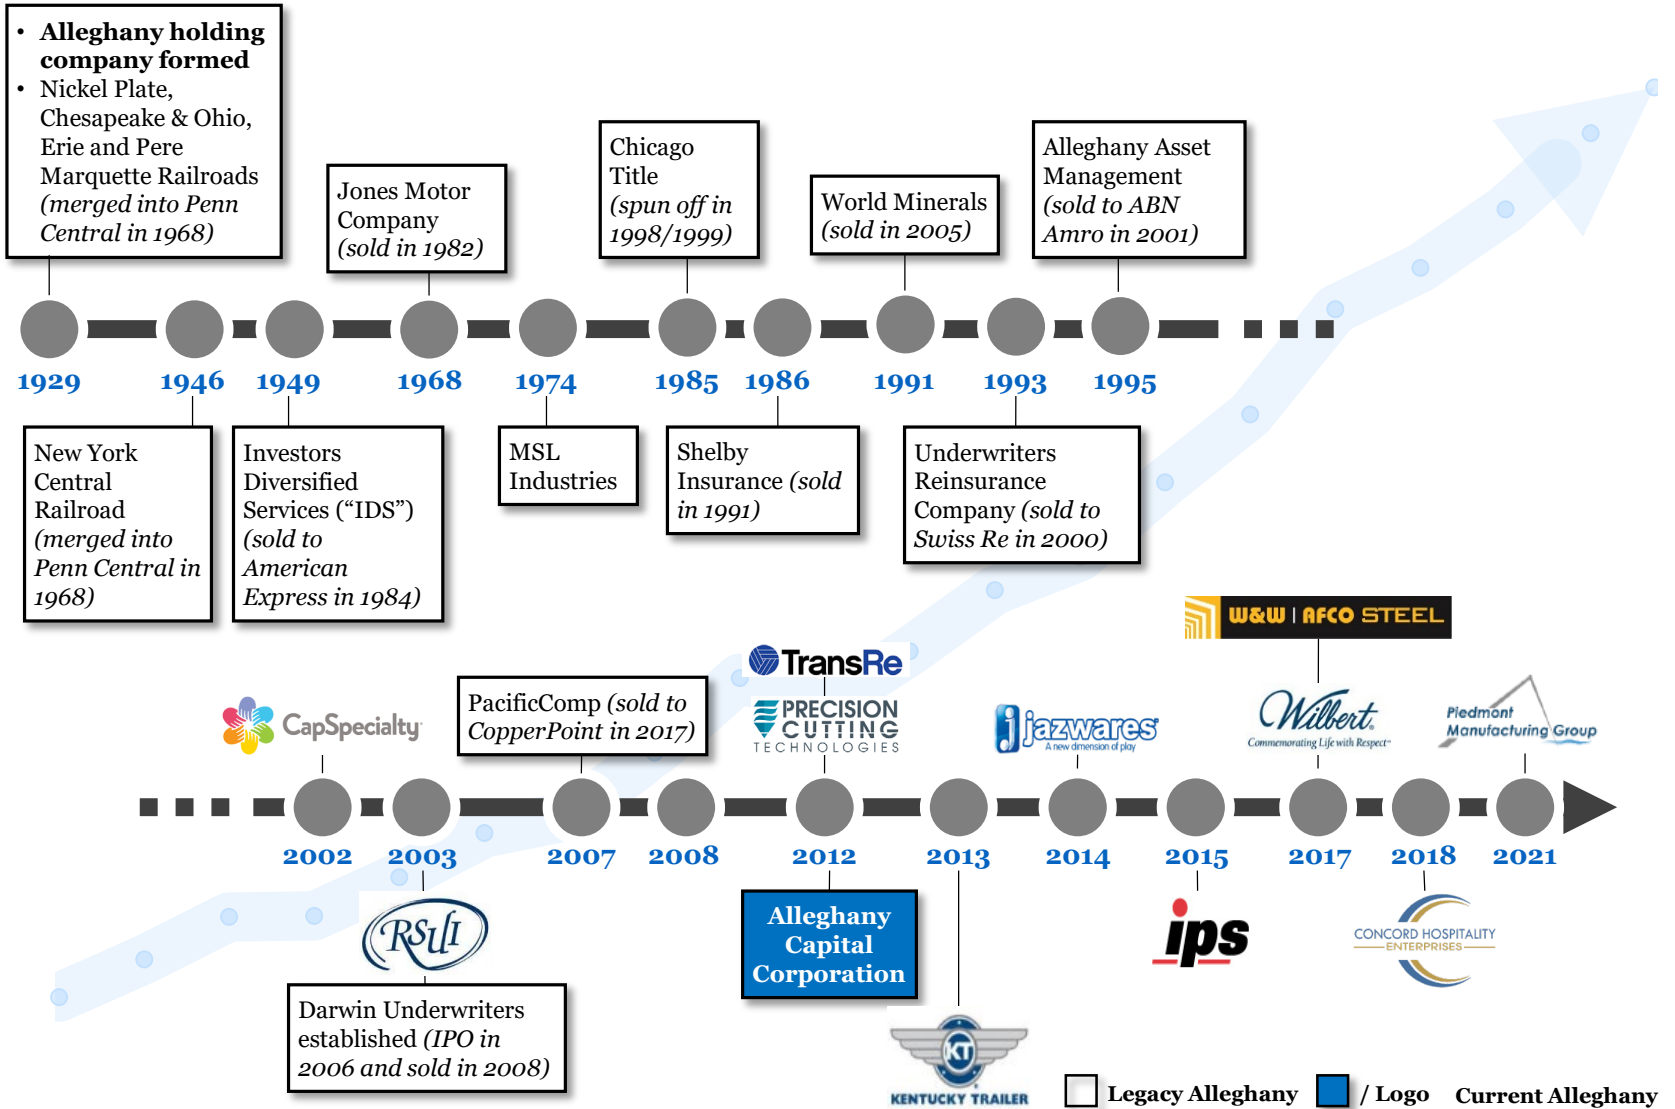 • Alleghany holding
company formed
• Nickel Plate,
Chesapeake & Ohio,
Erie and Pere
Marquette Railroads
(merged into Penn
Central in 1968)
Jones Motor
Company
(sold in 1982)
Chicago
Title
(spun off in
1998/1999)
World Minerals
(sold in 2005)
Alleghany Asset
Management
(sold to ABN
Amro in 2001)
1929 1946 1949 1968 1974 1985 1986 1991 1993 1995
New York
Central
Railroad
(merged into
Penn Central in
1968)
Investors
Diversified
Services (“IDS”)
(sold to
American
Express in 1984)
MSL
Industries
Shelby
Insurance (sold
in 1991)
Underwriters
Reinsurance
Company (sold to
Swiss Re in 2000)
CapSpecialty
PacificComp (sold to
CopperPoint in 2017)
TransRe
PRECISION
CUTTING
TECHNOLOGIES
jazwares
A new dimension of play
W&W | AFCO STEEL
Wilbert
Commemorating Life with Respect
Piedmont
Manufacturing Group
2002 2003 2007 2008 2012 2013 2014 2015 2017 2018 2021
RSUI
Darwin Underwriters
established (IPO in
2006 and sold in 2008)
Alleghany
Capital
Corporation
KT
KENTUCKY TRAILER
ips
CONCORD HOSPITALITY
ENTERPRISES
Legacy Alleghany / Logo Current Alleghany